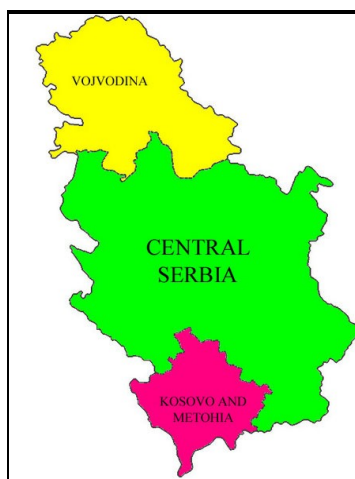 VOJVODINA
CENTRAL
SERBIA
KOSOVO AND
METOHIA